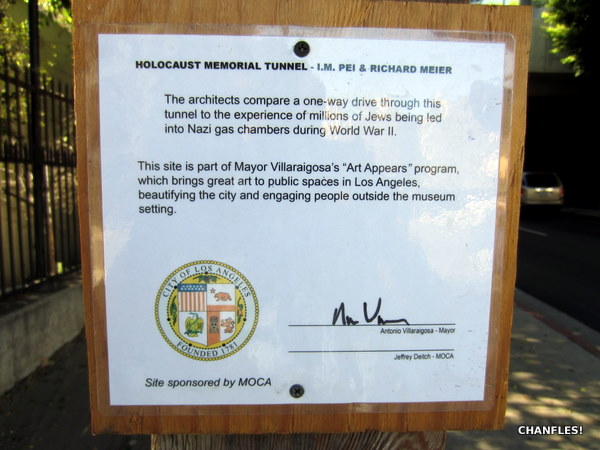 HOLOCAUST MEMORIAL TUNNEL - I.M. PEI & RICHARD MEIER
The architects compare a one-way drive through this
tunnel to the experience of millions of Jews being led
into Nazi gas chambers during World War II.
This site is part of Mayor Villaraigosa's "Art Appears" program,
which brings great art to public spaces in Los Angeles,
beautifying the city and engaging people outside the museum
setting.
CITY OF LOS ANGELES
FOUNDED 1781
Antonio Villaraigosa - Mayor
Jeffrey Deitch - MOCA
Site sponsored by MOCA
CHANFLES!